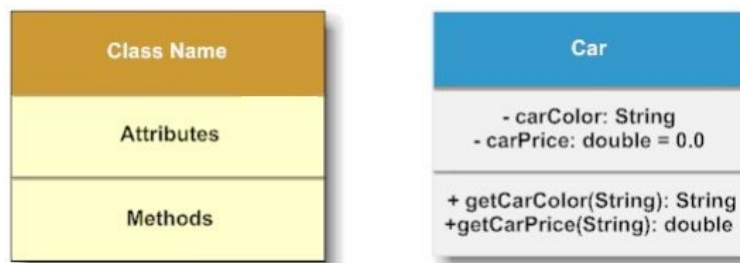 Class Name
Attributes
Methods
Car
- carColor: String
- carPrice: double = 0.0
+ getCarColor(String): String
+getCarPrice(String): double